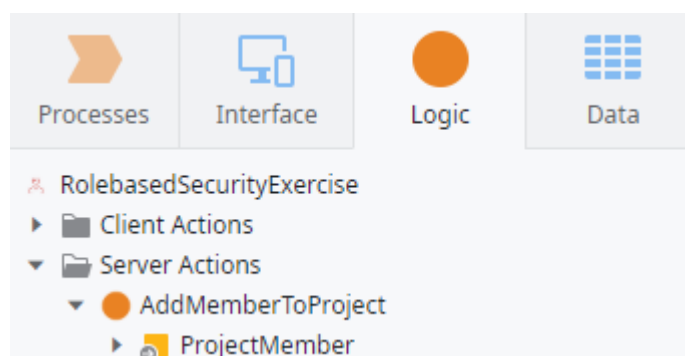 Processes Interface Logic Data
RolebasedSecurityExercise
Client Actions
Server Actions
AddMemberToProject
ProjectMember